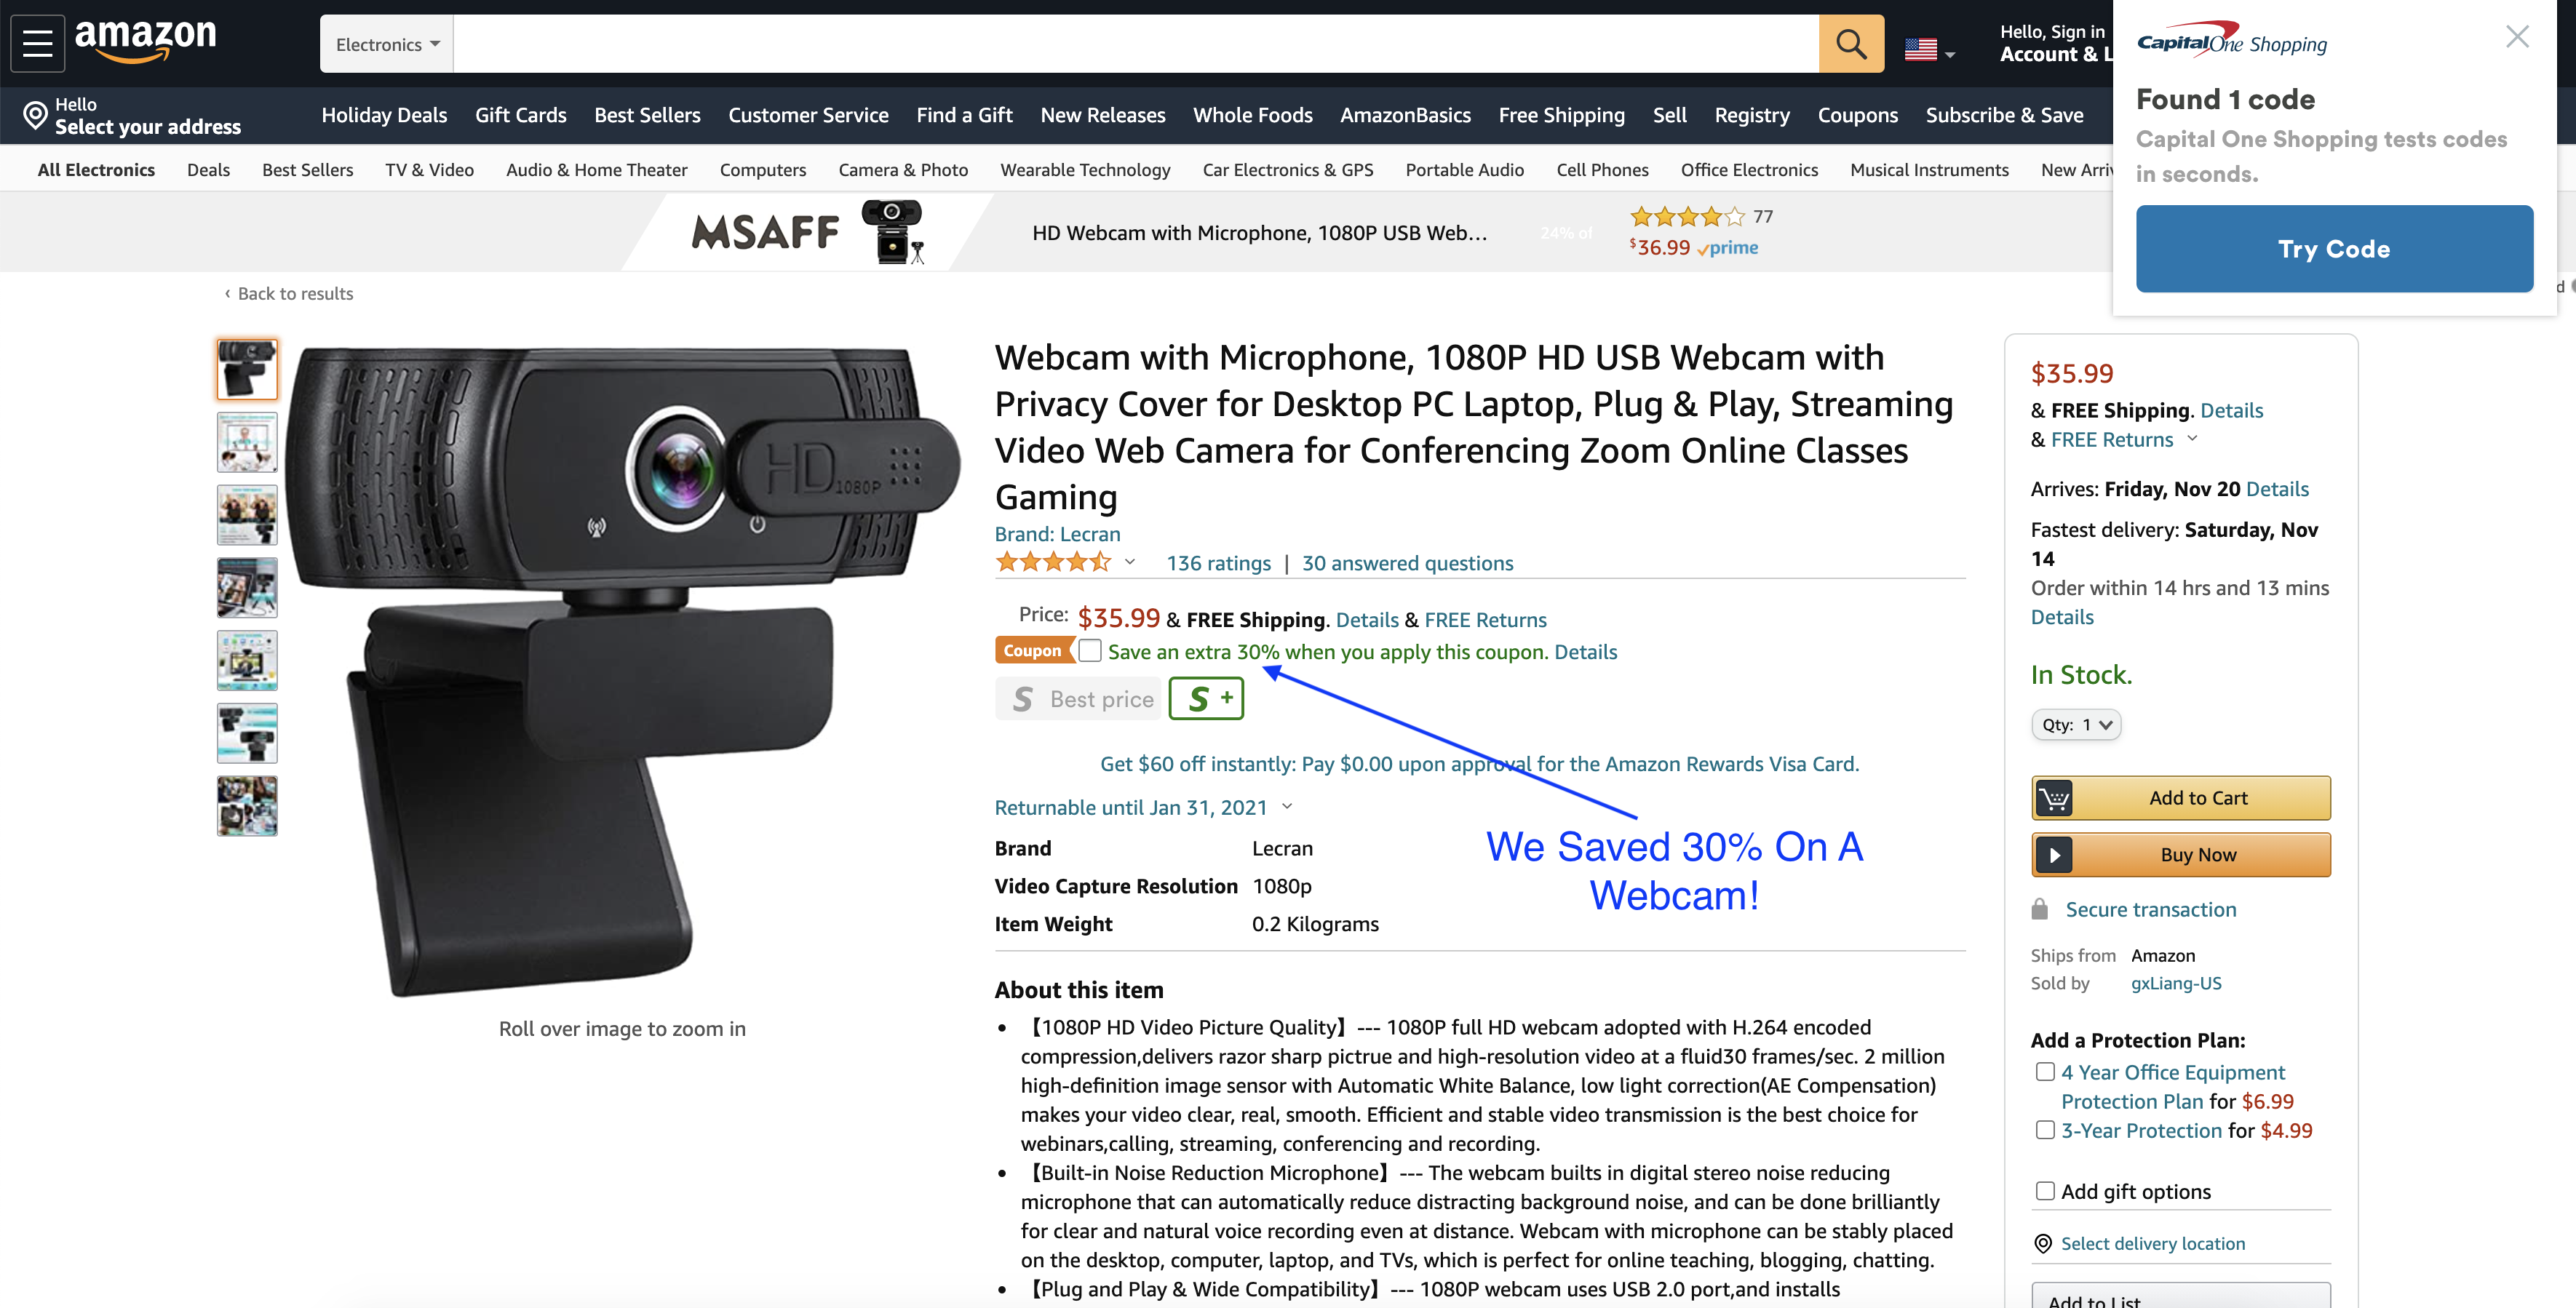 amazon
Electronics
Hello, Sign in
Account & L
Hello
Select your address
Holiday Deals Gift Cards Best Sellers Customer Service Find a Gift New Releases Whole Foods AmazonBasics Free Shipping Sell Registry Coupons Subscribe & Save
All Electronics Deals Best Sellers TV & Video Audio & Home Theater Computers Camera & Photo Wearable Technology Car Electronics & GPS Portable Audio Cell Phones Office Electronics Musical Instruments New Arriv
CapitalOne Shopping
Found 1 code
Capital One Shopping tests codes
in seconds.
Try Code
MSAFF
HD Webcam with Microphone, 1080P USB Web…
24% of
77
$36.99 prime
‹ Back to results
d
HD 1080P
Roll over image to zoom in
Webcam with Microphone, 1080P HD USB Webcam with
Privacy Cover for Desktop PC Laptop, Plug & Play, Streaming
Video Web Camera for Conferencing Zoom Online Classes
Gaming
Brand: Lecran
136 ratings | 30 answered questions
Price: $35.99 & FREE Shipping. Details & FREE Returns
Coupon Save an extra 30% when you apply this coupon. Details
S Best price S +
Get $60 off instantly: Pay $0.00 upon approval for the Amazon Rewards Visa Card.
Returnable until Jan 31, 2021
Brand Lecran
Video Capture Resolution 1080p
Item Weight 0.2 Kilograms
We Saved 30% On A
Webcam!
About this item
• 【1080P HD Video Picture Quality】--- 1080P full HD webcam adopted with H.264 encoded
compression,delivers razor sharp pictrue and high-resolution video at a fluid30 frames/sec. 2 million
high-definition image sensor with Automatic White Balance, low light correction(AE Compensation)
makes your video clear, real, smooth. Efficient and stable video transmission is the best choice for
webinars,calling, streaming, conferencing and recording.
• 【Built-in Noise Reduction Microphone】--- The webcam builts in digital stereo noise reducing
microphone that can automatically reduce distracting background noise, and can be done brilliantly
for clear and natural voice recording even at distance. Webcam with microphone can be stably placed
on the desktop, computer, laptop, and TVs, which is perfect for online teaching, blogging, chatting.
• 【Plug and Play & Wide Compatibility】--- 1080P webcam uses USB 2.0 port,and installs
$35.99
& FREE Shipping. Details
& FREE Returns
Arrives: Friday, Nov 20 Details
Fastest delivery: Saturday, Nov
14
Order within 14 hrs and 13 mins
Details
In Stock.
Qty: 1
Add to Cart
Buy Now
Secure transaction
Ships from Amazon
Sold by gxLiang-US
Add a Protection Plan:
4 Year Office Equipment
Protection Plan for $6.99
3-Year Protection for $4.99
Add gift options
Select delivery location
Add to List